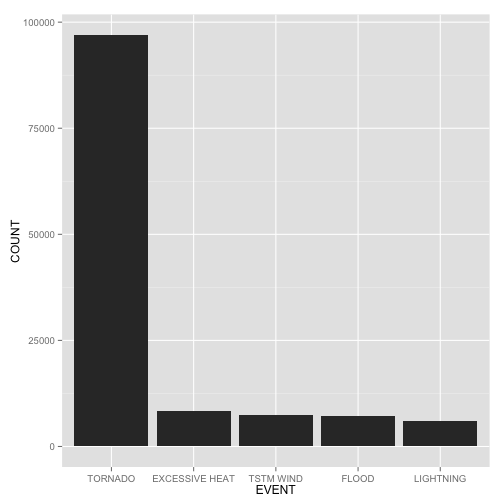 100000
75000
50000
25000
0
COUNT
TORNADO EXCESSIVE HEAT TSTM WIND FLOOD LIGHTNING
EVENT